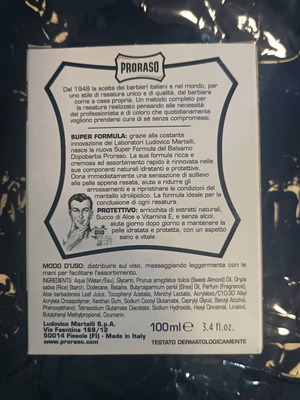 PRORASO
Dal 1948 la scelta dei barbieri italiani e nel mondo, per
uno stile di rasatura unico e di qualità, dal barbiere
come a casa propria. Un metodo completo per
la rasatura realizzato pensando alle necessità
del professionista e di coloro che quotidianamente
vogliono prendersi cura di sé senza compromessi.
SUPER FORMULA: grazie alla costante
innovazione dei Laboratori Ludovico Martelli,
nasce la nuova Super Formula del Balsamo
Dopobarba Proraso. La sua formula ricca e
cremosa ad assorbimento rapido è rinnovata nelle
sue componenti naturali idratanti e protettive.
Dona immediatamente una sensazione di sollievo
alla pelle appena rasata, aiuta a ridurre gli
arrossamenti e a ripristinare le condizioni del
mantello idrolipidico. La formula ideale per la
conclusione di ogni rasatura.
PROTETTIVO: arricchita di estratti naturali,
Succo di Aloe e Vitamina E, e senza alcol,
aiuta giorno dopo giorno a mantenere la
pelle idratata e protetta, con un aspetto
sano e vitale.
MODO D'USO: distribuire sul viso, massaggiando leggermente con le
mani per facilitare l'assorbimento.
INGREDIENTS: Aqua (Water/Eau), Glycerin, Prunus amygdalus dulcis (Sweet Almond) Oil, Oryza
sativa (Rice) Starch, Dodecane, Betaine, Butyrospermum parkii (Shea) Oil, Parfum (Fragrance),
Aloe barbadensis Leaf Juice, Tocopheryl Acetate, Menthyl Lactate, Acrylates/C10-30 Alkyl
Acrylate Crosspolymer, Xanthan Gum, Sodium Cocoyl Glutamate, Caprylyl Glycol, Benzyl Alcohol,
Phenoxyethanol, Tetrasodium Glutamate Diacetate, Sodium Hydroxide, Limonene, Linalool,
Butylphenyl Methylpropional, Coumarin.
Ludovico Martelli S.p.A.
Via Faentina 169/12
50014 Fiesole (FI) - Made in Italy
www.proraso.com
100ml e 3.4 fl.oz.
TESTATO DERMATOLOGICAMENTE